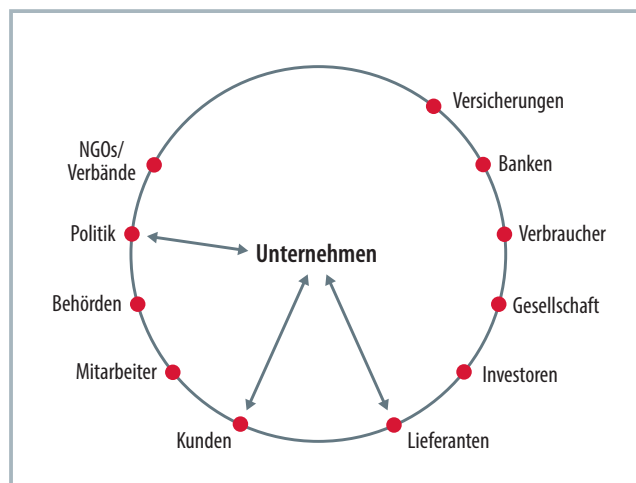 Versicherungen
NGOs/
Verbände
Banken
Politik
Verbraucher
Unternehmen
Behörden
Gesellschaft
Mitarbeiter
Investoren
Kunden
Lieferanten